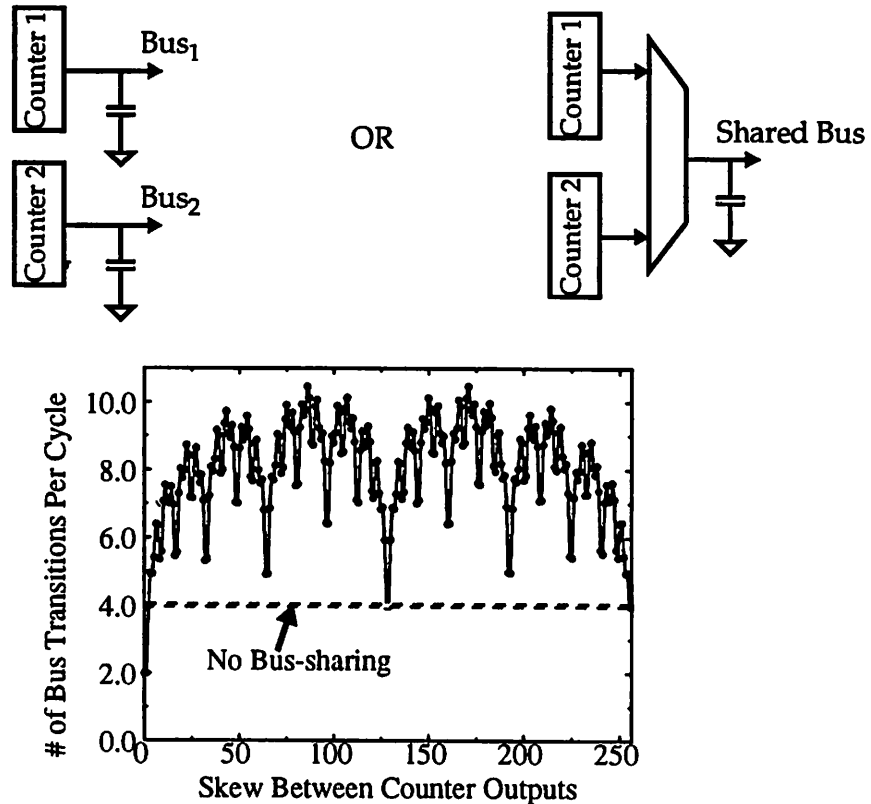 Counter 1
Bus1
Counter 2
Bus2
OR
Counter 1
Counter 2
Shared Bus
# of Bus Transitions Per Cycle
10.0
8.0
6.0
4.0
2.0
0.0
No Bus-sharing
0 50 100 150 200 250
Skew Between Counter Outputs